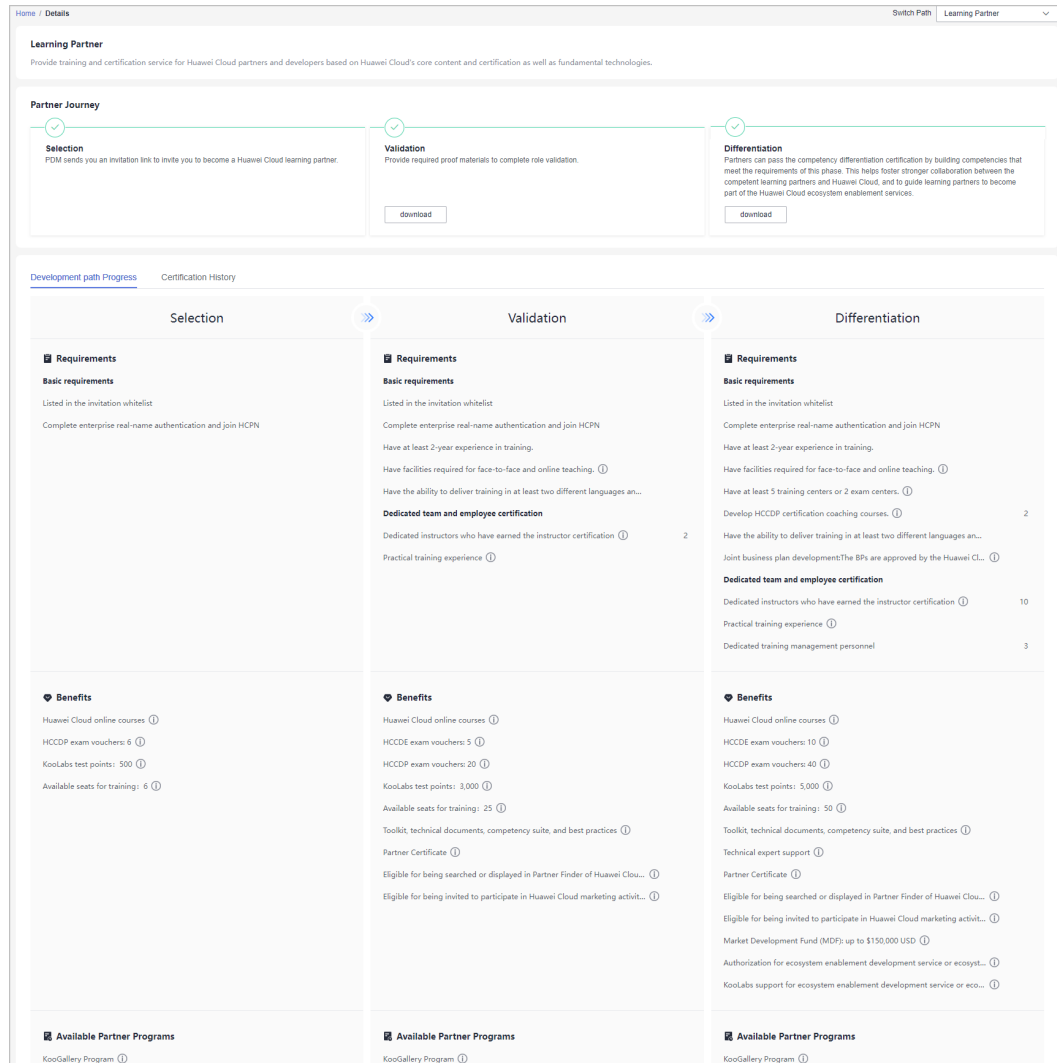 Home / Details
Switch Path
Learning Partner
Learning Partner
Provide training and certification service for Huawei Cloud partners and developers based on Huawei Cloud's core content and certification as well as fundamental technologies.
Partner Journey
Selection
PDM sends you an invitation link to invite you to become a Huawei Cloud learning partner.
Validation
Provide required proof materials to complete role validation.
download
Differentiation
Partners can pass the competency differentiation certification by building competencies that
meet the requirements of this phase. This helps foster stronger collaboration between the
competent learning partners and Huawei Cloud, and to guide learning partners to become
part of the Huawei Cloud ecosystem enablement services.
download
Development path Progress
Certification History
Selection
Requirements
Basic requirements
Listed in the invitation whitelist
Complete enterprise real-name authentication and join HCPN
Benefits
Huawei Cloud online courses
HCCDP exam vouchers: 6
KooLabs test points: 500
Available seats for training: 6
Available Partner Programs
KooGallery Program
Validation
Requirements
Basic requirements
Listed in the invitation whitelist
Complete enterprise real-name authentication and join HCPN
Have at least 2-year experience in training.
Have facilities required for face-to-face and online teaching.
Have the ability to deliver training in at least two different languages an...
Dedicated team and employee certification
Dedicated instructors who have earned the instructor certification 2
Practical training experience
Benefits
Huawei Cloud online courses
HCCDE exam vouchers: 5
HCCDP exam vouchers: 20
KooLabs test points: 3,000
Available seats for training: 25
Toolkit, technical documents, competency suite, and best practices
Partner Certificate
Eligible for being searched or displayed in Partner Finder of Huawei Clou...
Eligible for being invited to participate in Huawei Cloud marketing activit...
Available Partner Programs
KooGallery Program
Differentiation
Requirements
Basic requirements
Listed in the invitation whitelist
Complete enterprise real-name authentication and join HCPN
Have at least 2-year experience in training.
Have facilities required for face-to-face and online teaching.
Have at least 5 training centers or 2 exam centers.
Develop HCCDP certification coaching courses. 2
Have the ability to deliver training in at least two different languages an...
Joint business plan development:The BPs are approved by the Huawei Cl...
Dedicated team and employee certification
Dedicated instructors who have earned the instructor certification 10
Practical training experience
Dedicated training management personnel 3
Benefits
Huawei Cloud online courses
HCCDE exam vouchers: 10
HCCDP exam vouchers: 40
KooLabs test points: 5,000
Available seats for training: 50
Toolkit, technical documents, competency suite, and best practices
Technical expert support
Partner Certificate
Eligible for being searched or displayed in Partner Finder of Huawei Clou...
Eligible for being invited to participate in Huawei Cloud marketing activit...
Market Development Fund (MDF): up to $150,000 USD
Authorization for ecosystem enablement development service or ecosyst...
KooLabs support for ecosystem enablement development service or eco...
Available Partner Programs
KooGallery Program